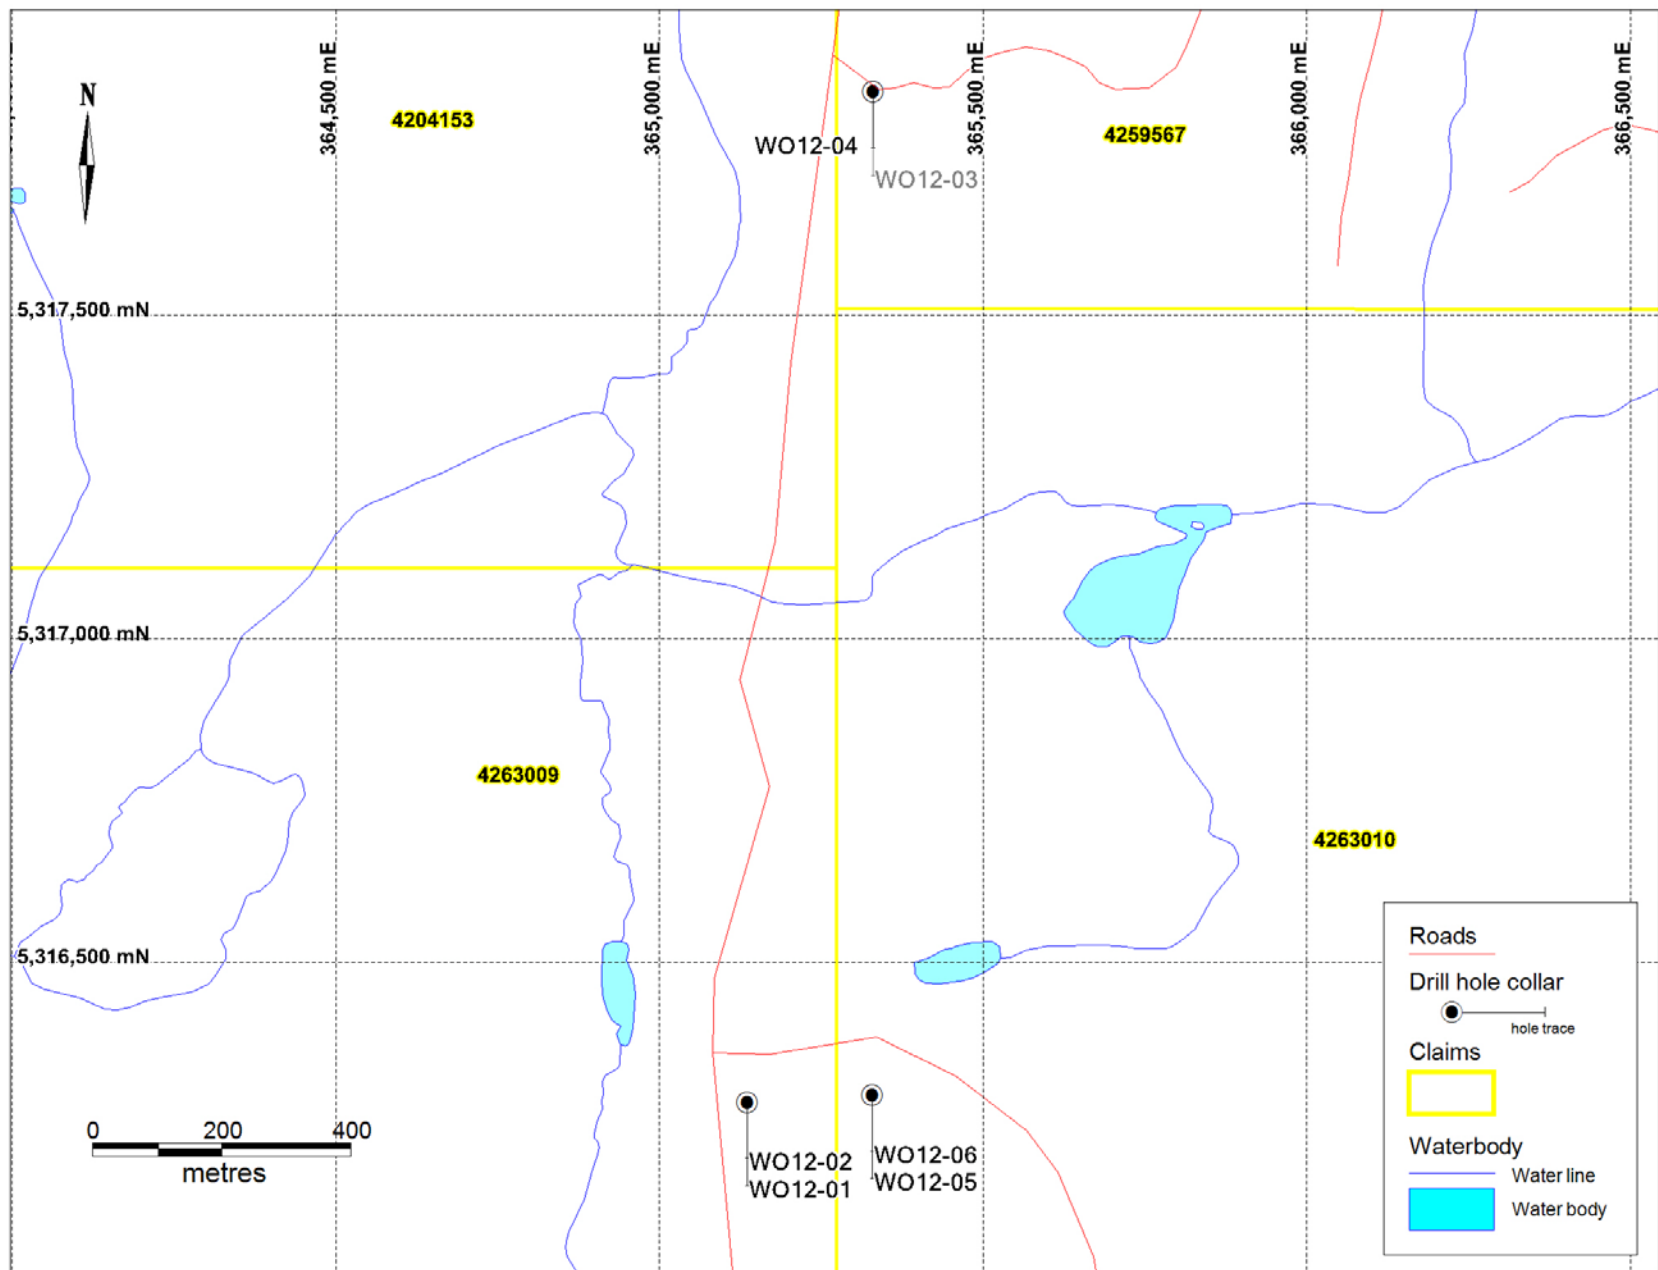 364,500 mE
365,000 mE
365,500 mE
366,000 mE
366,500 mE
N
4204153
4259567
WO12-04
WO12-03
5,317,500 mN
5,317,000 mN
4263009
4263010
5,316,500 mN
WO12-02
WO12-01
WO12-06
WO12-05
0 200 400
metres
Roads
Drill hole collar
hole trace
Claims
Waterbody
Water line
Water body